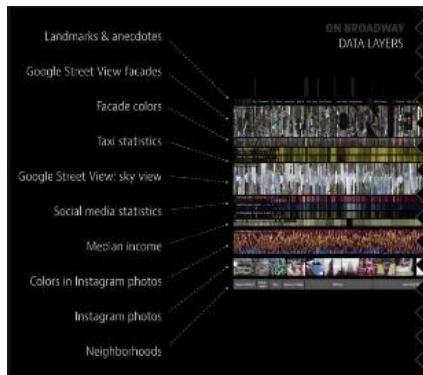 ON BROADWAY
DATA LAYERS
Landmarks & anecdotes
Google Street View facades
Facade colors
Taxi statistics
Google Street View: sky view
Social media statistics
Median income
Colors in Instagram photos
Instagram photos
Neighborhoods